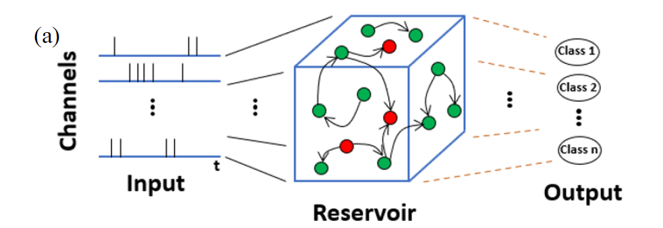 (a)
Channels
t
Input
Reservoir
Class 1
Class 2
Class n
Output